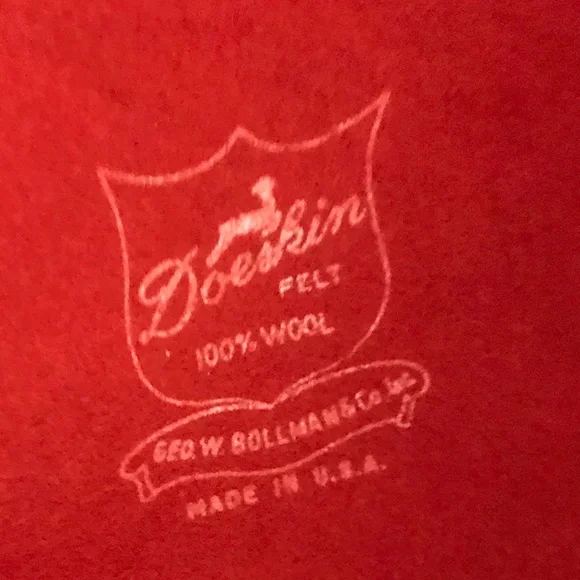 Doeskin
FELT
100% WOOL
GEO. W. BOLLMAN & Co. Inc
MADE IN U.S.A.